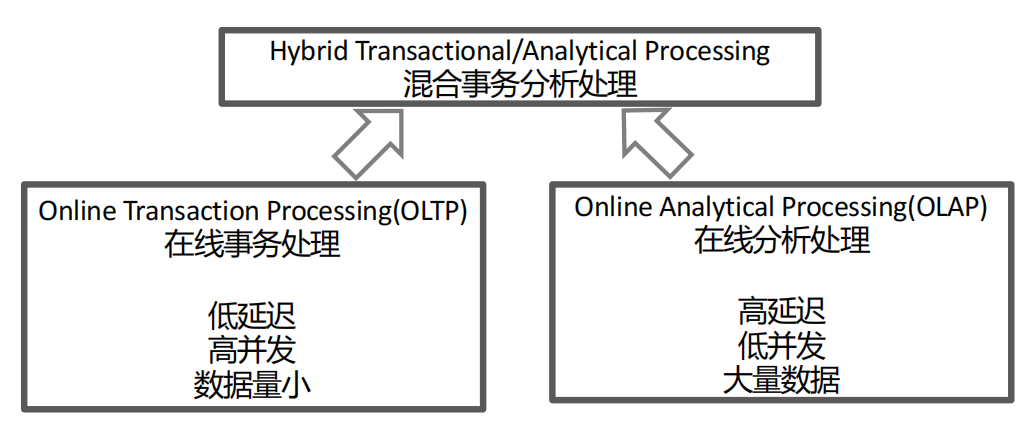 Hybrid Transactional/Analytical Processing
混合事务分析处理
Online Transaction Processing(OLTP)
在线事务处理
低延迟
高并发
数据量小
Online Analytical Processing(OLAP)
在线分析处理
高延迟
低并发
大量数据